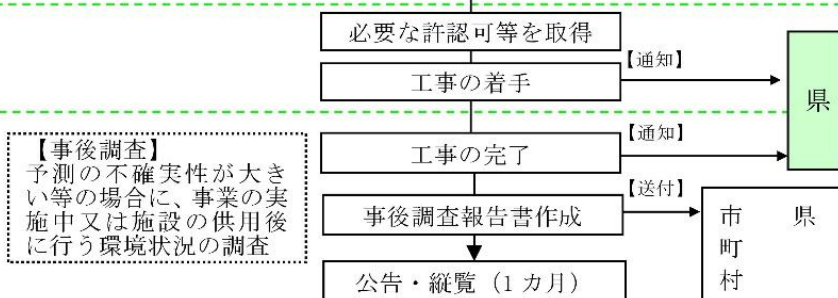 必要な許認可等を取得
【通知】
工事の着手
県
【通知】
工事の完了
【事後調査】
予測の不確実性が大き
い等の場合に、事業の実
施中又は施設の供用後
に行う環境状況の調査
【送付】
事後調査報告書作成
市 県
町
村
公告・縦覧（1カ月）